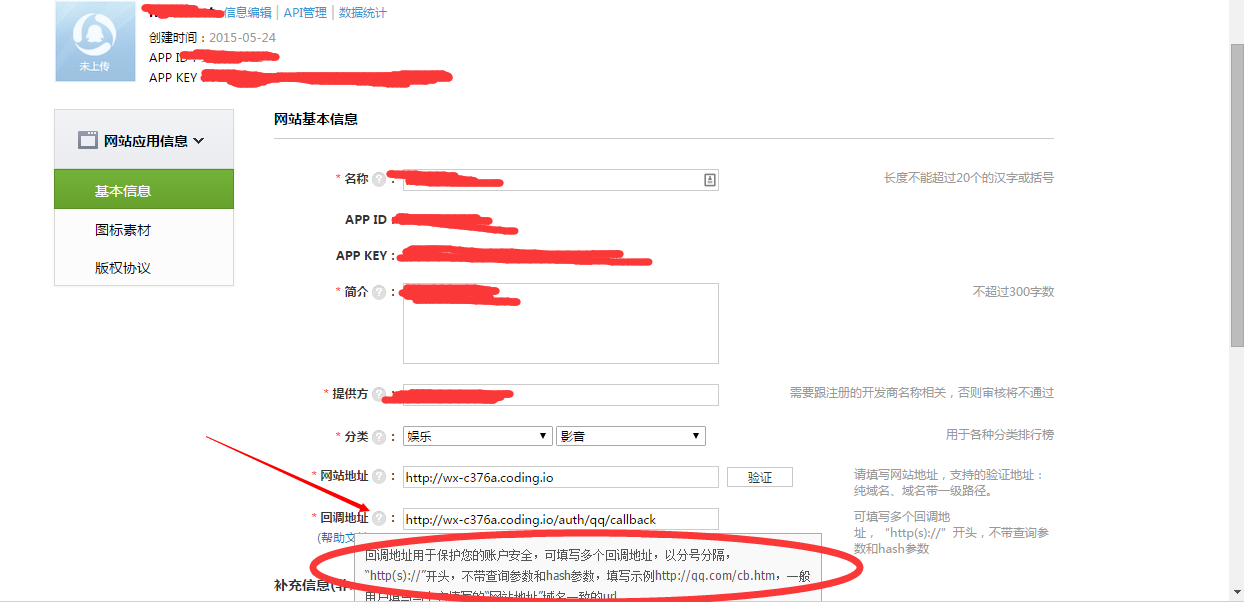 信息编辑 | API管理 | 数据统计
创建时间：2015-05-24
APP ID
APP KEY
未上传
网站应用信息
基本信息
图标素材
版权协议
网站基本信息
* 名称 ? : 长度不能超过20个的汉字或括号
APP ID
APP KEY :
* 简介 ? : 不超过300字数
* 提供方 ? : 需要跟注册的开发商名称相关，否则审核将不通过
* 分类 ? : 娱乐 影音 用于各种分类排行榜
* 网站地址 ? : http://wx-c376a.coding.io 验证 请填写网站地址，支持的验证地址：
纯域名、域名带一级路径。
* 回调地址 ? : http://wx-c376a.coding.io/auth/qq/callback 可填写多个回调地
址，“http(s)://”开头，不带查询参
数和hash参数
(帮助文
回调地址用于保护您的账户安全，可填写多个回调地址，以分号分隔，
“http(s)://”开头，不带查询参数和hash参数，填写示例http://qq.com/cb.htm，一般
用户填写与上方填写的“网站地址”域名一致的url
补充信息(